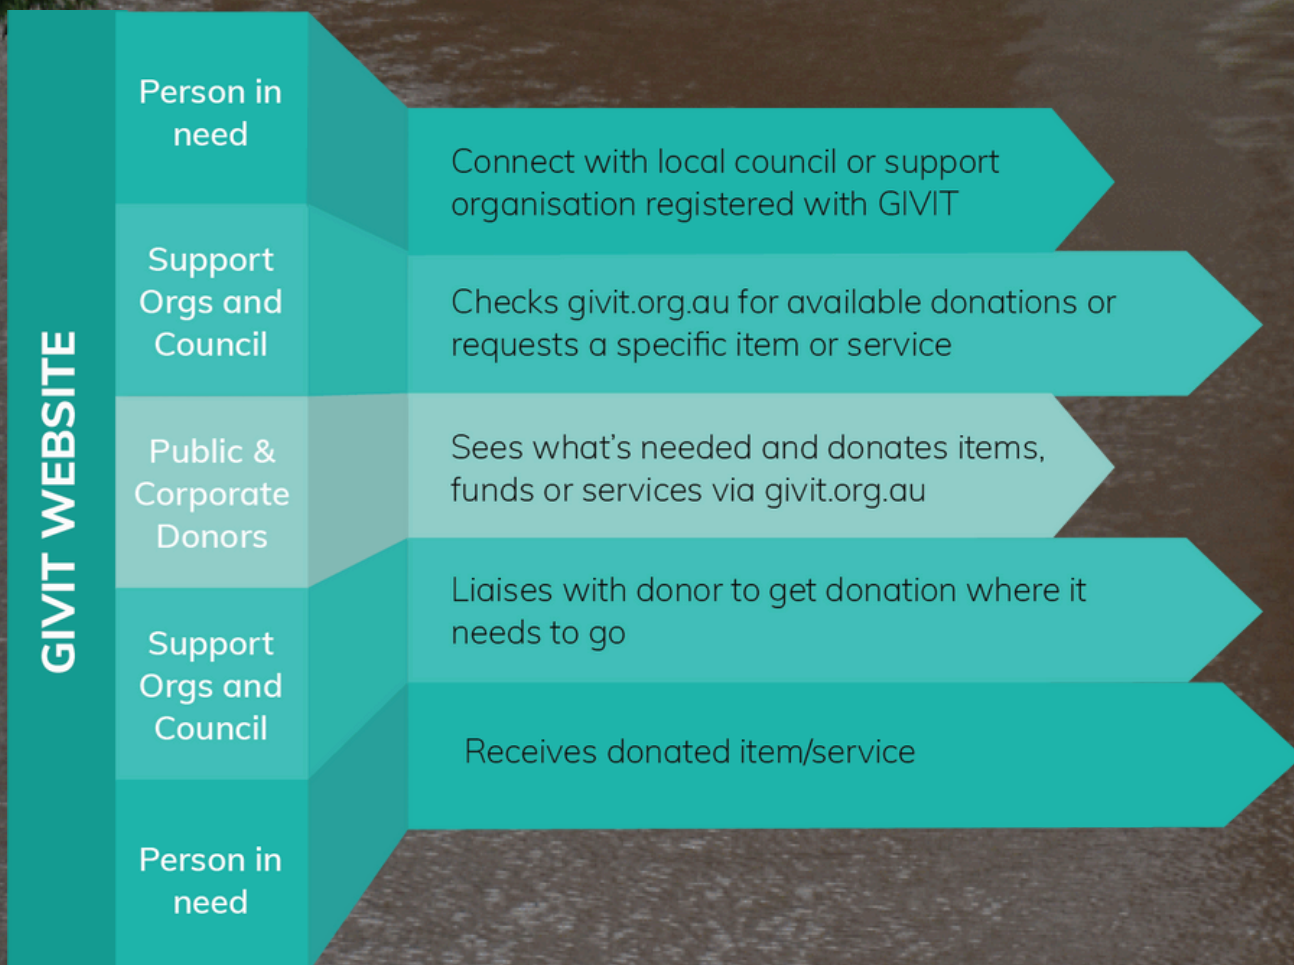 GIVIT WEBSITE
Person in
need
Connect with local council or support
organisation registered with GIVIT
Support
Orgs and
Council
Checks givit.org.au for available donations or
requests a specific item or service
Public &
Corporate
Donors
Sees what's needed and donates items,
funds or services via givit.org.au
Support
Orgs and
Council
Liaises with donor to get donation where it
needs to go
Person in
need
Receives donated item/service